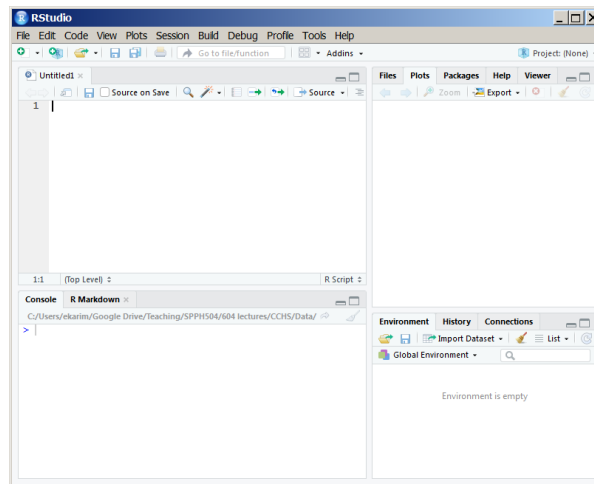 RStudio
File Edit Code View Plots Session Build Debug Profile Tools Help
Go to file/function Addins Project: (None)
Untitled1
Source on Save Source
1
1:1 (Top Level) R Script
Console R Markdown
C:/Users/ekarim/Google Drive/Teaching/SPPH504/604 lectures/CCHS/Data/
>
Files Plots Packages Help Viewer
Zoom Export
Environment History Connections
Import Dataset List
Global Environment
Environment is empty